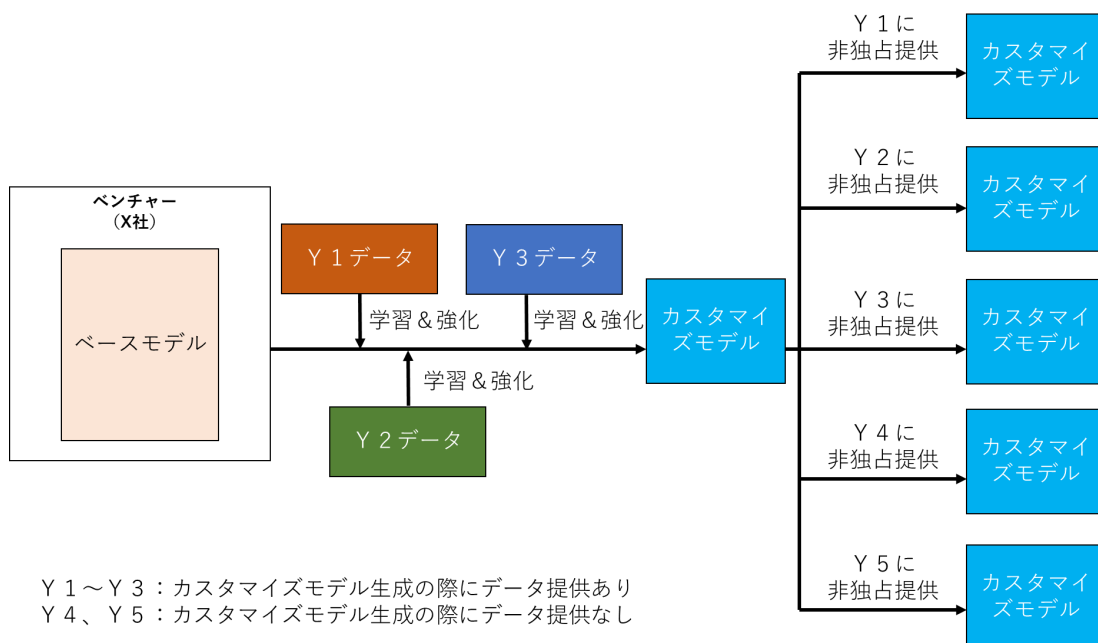 ベンチャー
（X社）
ベースモデル
Ｙ１データ
Ｙ３データ
学習＆強化
学習＆強化
学習＆強化
Ｙ２データ
カスタマイ
ズモデル
Ｙ１に
非独占提供
カスタマイ
ズモデル
Ｙ２に
非独占提供
カスタマイ
ズモデル
Ｙ３に
非独占提供
カスタマイ
ズモデル
Ｙ４に
非独占提供
カスタマイ
ズモデル
Ｙ５に
非独占提供
カスタマイ
ズモデル
Ｙ１～Ｙ３：カスタマイズモデル生成の際にデータ提供あり
Ｙ４、Ｙ５：カスタマイズモデル生成の際にデータ提供なし